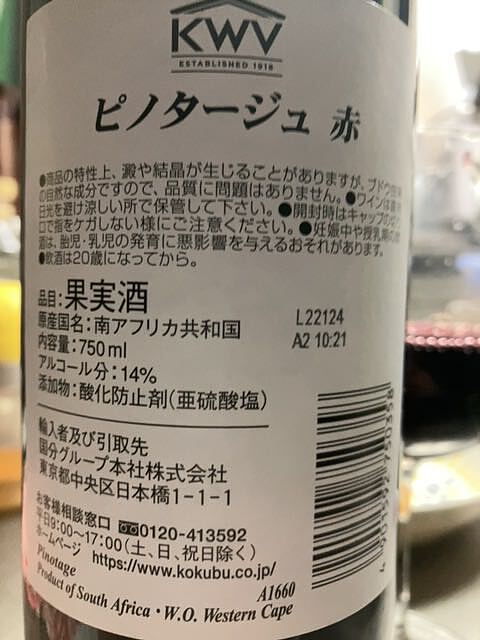 KWV
ESTABLISHED 1918
ピノタージュ 赤
●商品の特性上、澱や結晶が生じることがありますが、ブドウ
の自然な成分ですので、品質に問題はありません。●ワインは
日光を避け涼しい所で保管して下さい。●開封時はキャップの
口で指をケガしない様にご注意ください。●妊娠中や授乳期の
酒は、胎児・乳児の発育に悪影響を与えるおそれがあります。
●飲酒は20歳になってから。
品目:果実酒
原産国名:南アフリカ共和国
内容量:750ml
アルコール分:14%
添加物:酸化防止剤(亜硫酸塩)
L22124
A2 10:21
輸入者及び引取先
国分グループ本社株式会社
東京都中央区日本橋1-1-1
お客様相談窓口 0120-413592
平日9:00~17:00(土、日、祝日除く)
ホームページ https://www.kokubu.co.jp/
A1660
Pinotage
Product of South Africa・W.O. Western Cape